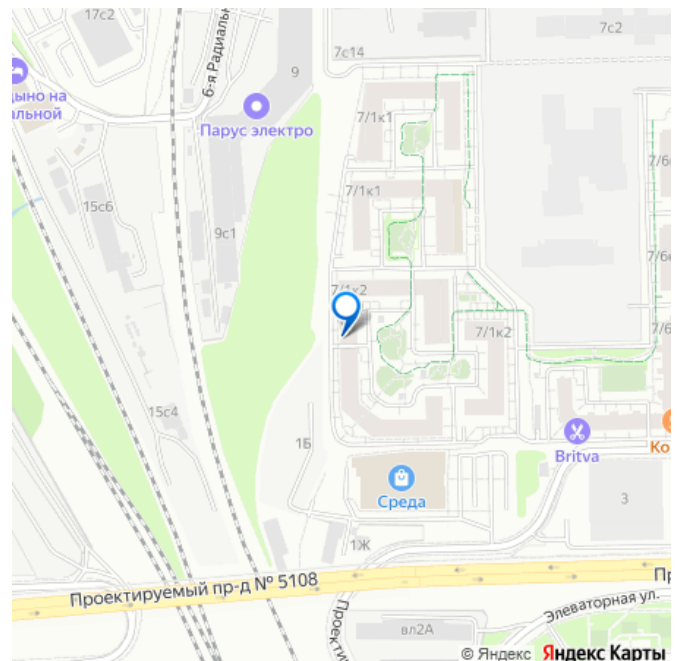 17с2
7с14
7с2
6-я Радиальн
9
7/1к1
ыно на
альной
Парус электро
7/1к1
15с6
9с1
7/6
7/6
7/1к2
7/1к2
7/6
15с4
1Б
Britva
Ко
Среда
3
1Ж
Проектируемый пр-д № 5108
Пр
Проекти
Элеваторная ул.
вл2А
© Яндекс Яндекс Карты